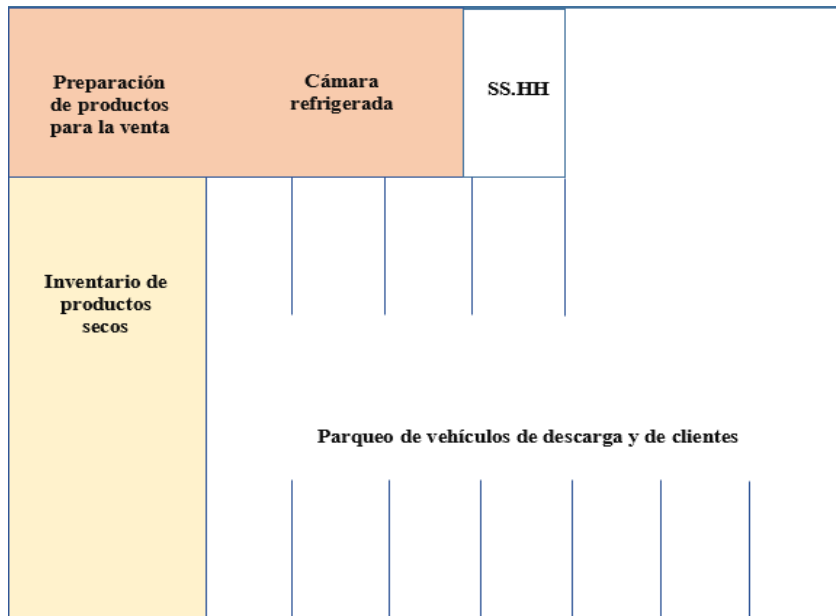 Preparación
de productos
para la venta
Cámara
refrigerada
SS.HH
Inventario de
productos
secos
Parqueo de vehículos de descarga y de clientes